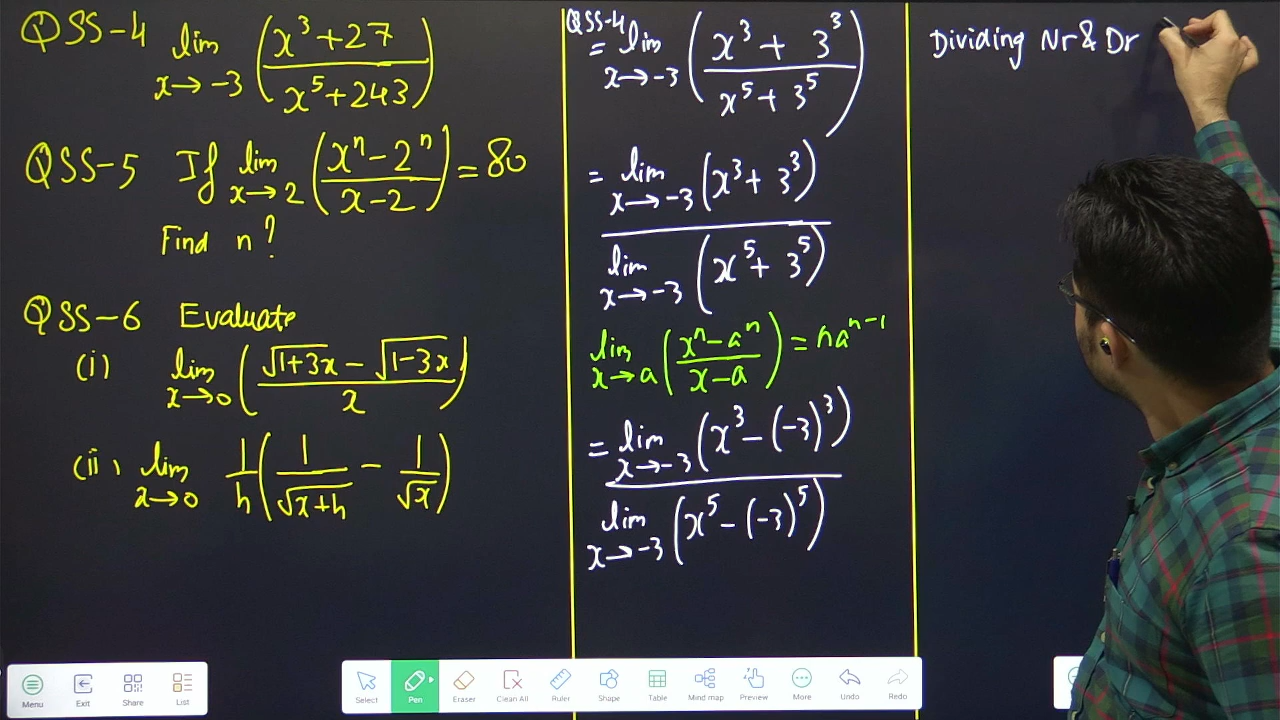 QSS-4 lim x→-3 (x³+27 / x⁵+243)
QSS-5 If lim x→2 (xⁿ-2ⁿ / x-2) = 80
Find n?
QSS-6 Evaluate
(i) lim x→0 (√1+3x - √1-3x / x)
(ii) lim x→0 1/h (1/√x+h - 1/√x)
QSS-4
= lim x→-3 (x³ + 3³ / x⁵ + 3⁵)
= lim x→-3 (x³ + 3³)
lim x→-3 (x⁵ + 3⁵)
lim x→a (xⁿ-aⁿ / x-a) = naⁿ⁻¹
= lim x→-3 (x³ - (-3)³)
lim x→-3 (x⁵ - (-3)⁵)
Dividing Nr & Dr
Menu Exit Share List
Select Pen Eraser Clean All Ruler Shape Table Mind map Preview More Undo Redo